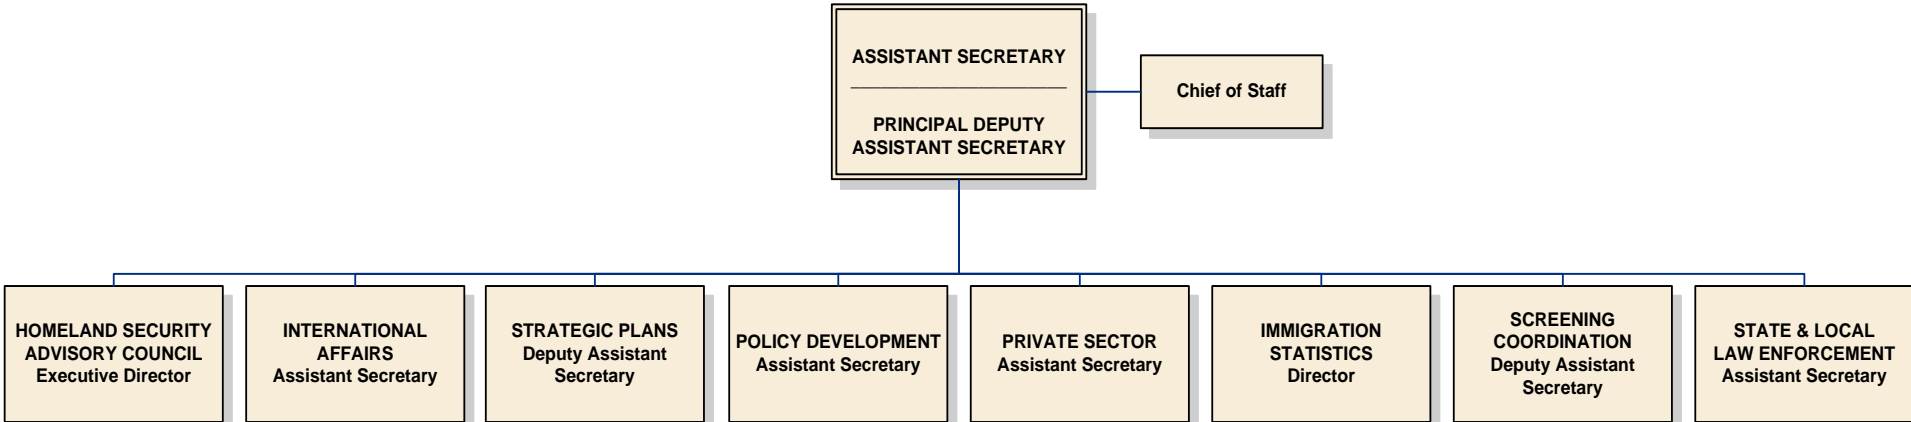 ASSISTANT SECRETARY
PRINCIPAL DEPUTY
ASSISTANT SECRETARY
Chief of Staff
HOMELAND SECURITY
ADVISORY COUNCIL
Executive Director
INTERNATIONAL
AFFAIRS
Assistant Secretary
STRATEGIC PLANS
Deputy Assistant
Secretary
POLICY DEVELOPMENT
Assistant Secretary
PRIVATE SECTOR
Assistant Secretary
IMMIGRATION
STATISTICS
Director
SCREENING
COORDINATION
Deputy Assistant
Secretary
STATE & LOCAL
LAW ENFORCEMENT
Assistant Secretary